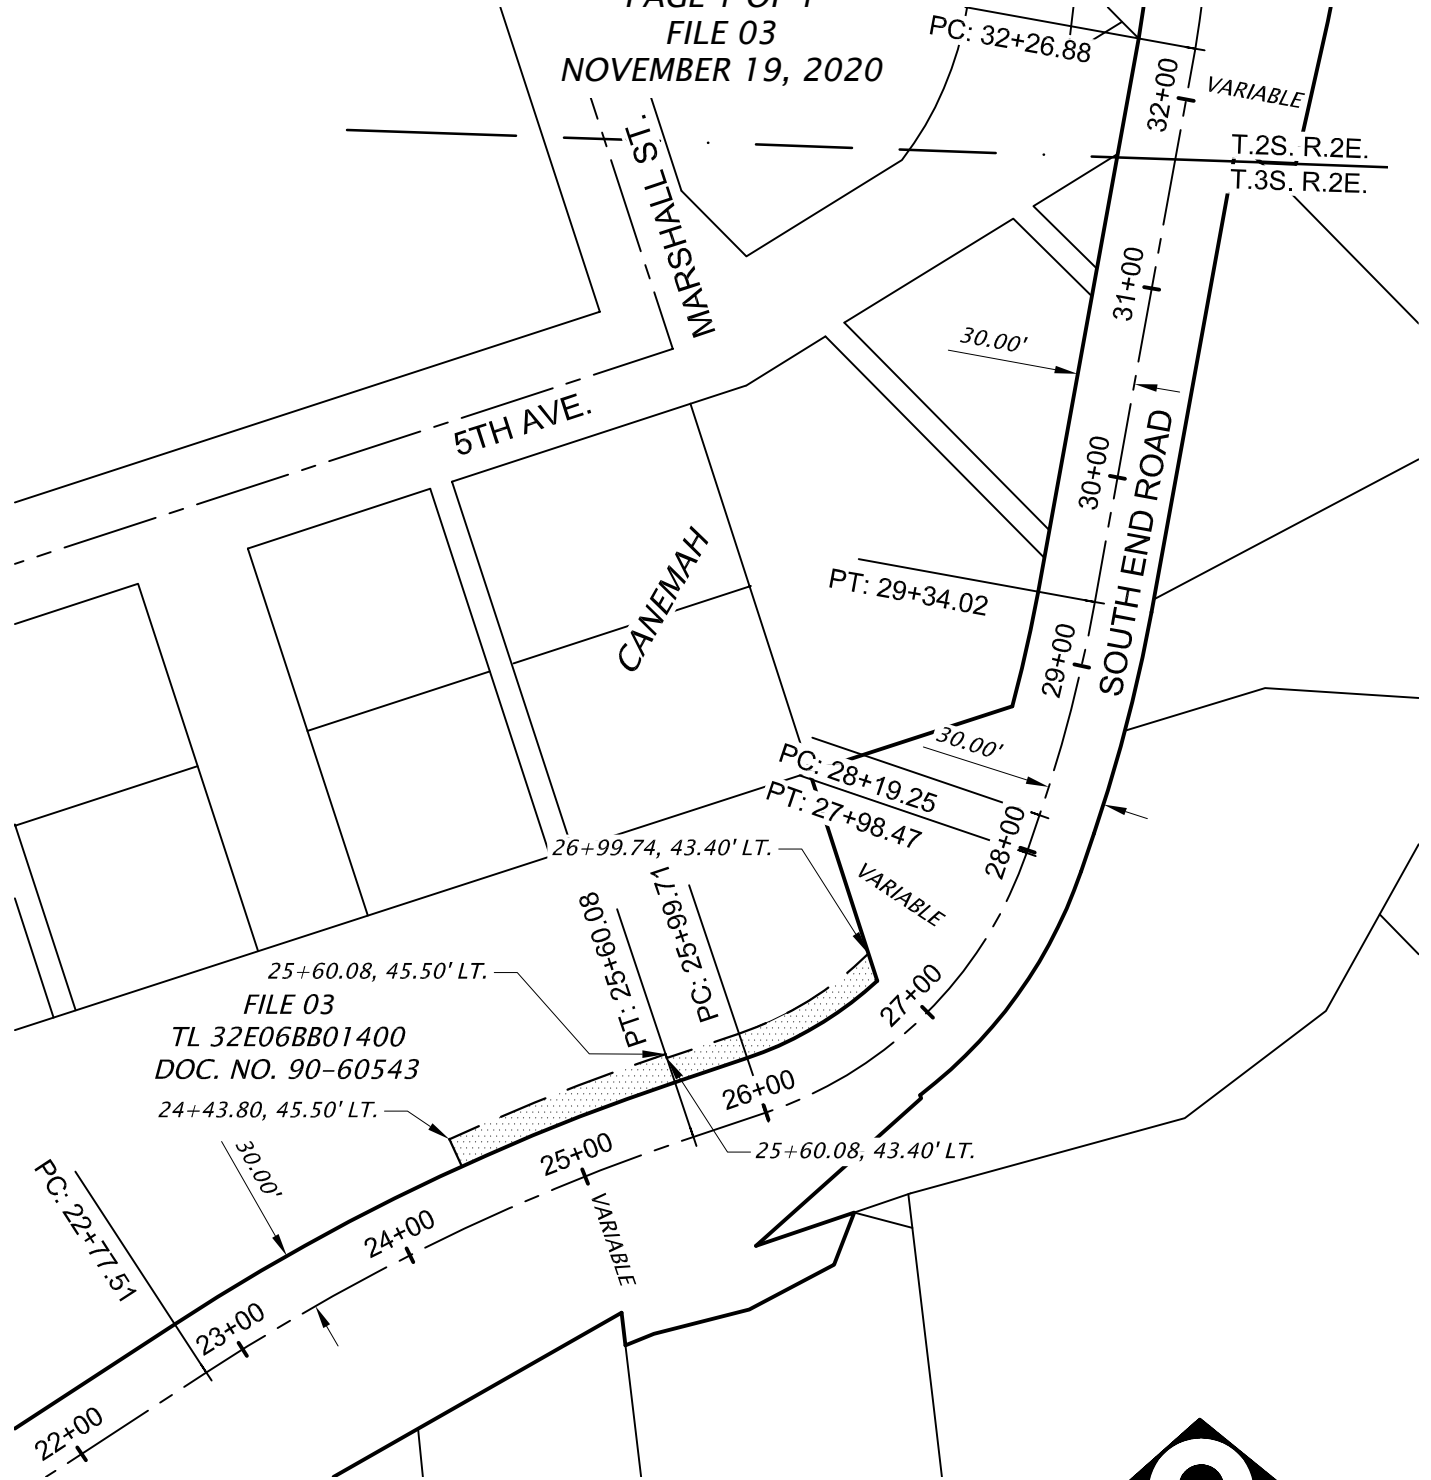 PAGE 1 OF 1
FILE 03
NOVEMBER 19, 2020
PC: 32+26.88
32+00
VARIABLE
T.2S. R.2E.
T.3S. R.2E.
MARSHALL ST.
31+00
30.00'
5TH AVE.
30+00
SOUTH END ROAD
CANEMAH
PT: 29+34.02
29+00
30.00'
PC: 28+19.25
PT: 27+98.47
28+00
26+99.74, 43.40' LT.
VARIABLE
PT: 25+60.08
PC: 25+99.71
25+60.08, 45.50' LT.
27+00
FILE 03
TL 32E06BB01400
DOC. NO. 90-60543
26+00
24+43.80, 45.50' LT.
25+60.08, 43.40' LT.
25+00
30.00'
PC: 22+77.51
VARIABLE
24+00
23+00
22+00